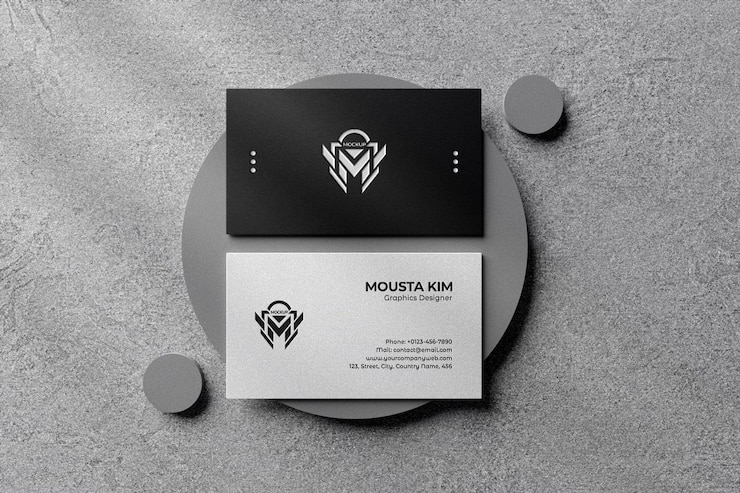 MOCKUP
MOUSTA KIM
Graphics Designer
MOCKUP
Phone: +0123-456-7890
Mail: contact@email.com
www.yourcompanyweb.com
123, Street, City, Country Name, 456